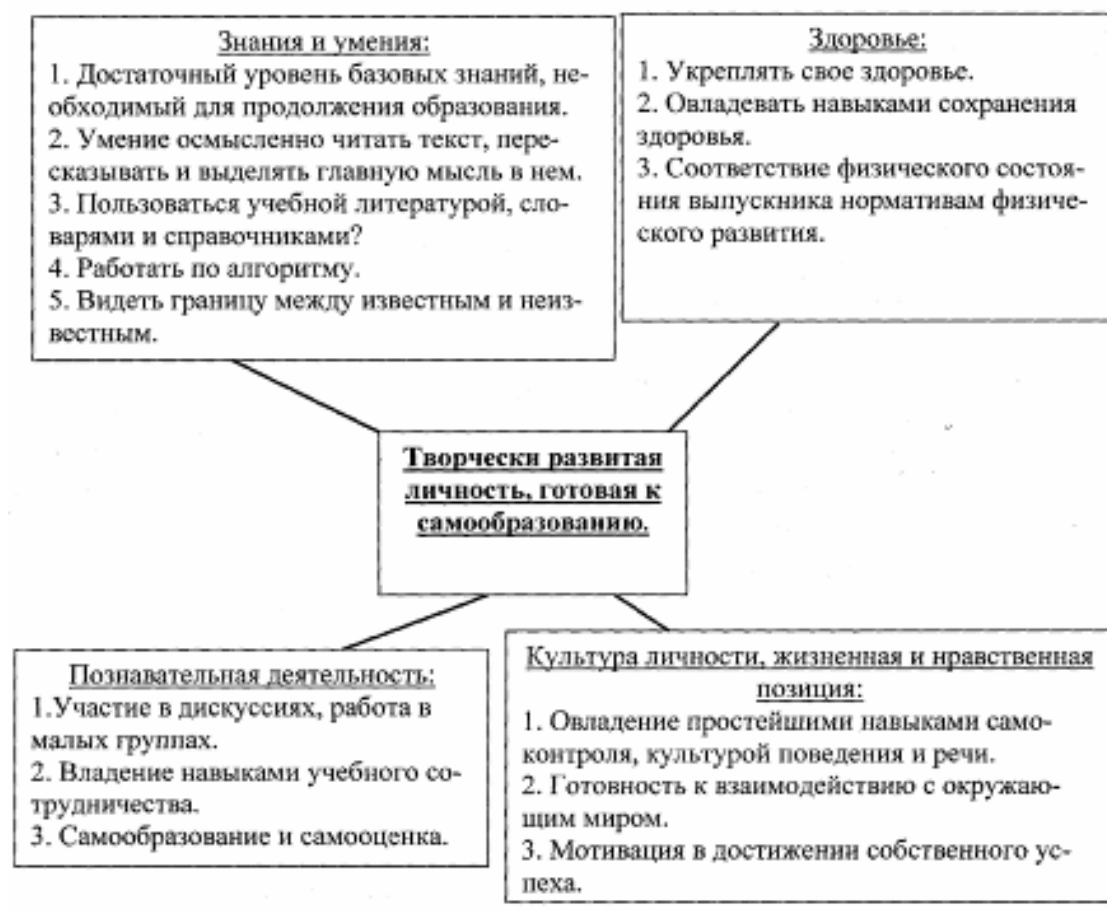 Знания и умения:
1. Достаточный уровень базовых знаний, не-
обходимый для продолжения образования.
2. Умение осмысленно читать текст, пере-
сказывать и выделять главную мысль в нем.
3. Пользоваться учебной литературой, сло-
варями и справочниками?
4. Работать по алгоритму.
5. Видеть границу между известным и неиз-
вестным.
Здоровье:
1. Укреплять свое здоровье.
2. Овладевать навыками сохранения
здоровья.
3. Соответствие физического состоя-
ния выпускника нормативам физиче-
ского развития.
Творчески развитая
личность, готовая к
самообразованию.
Познавательная деятельность:
1.Участие в дискуссиях, работа в
малых группах.
2. Владение навыками учебного со-
трудничества.
3. Самообразование и самооценка.
Культура личности, жизненная и нравственная
позиция:
1. Овладение простейшими навыками само-
контроля, культурой поведения и речи.
2. Готовность к взаимодействию с окружаю-
щим миром.
3. Мотивация в достижении собственного ус-
пеха.